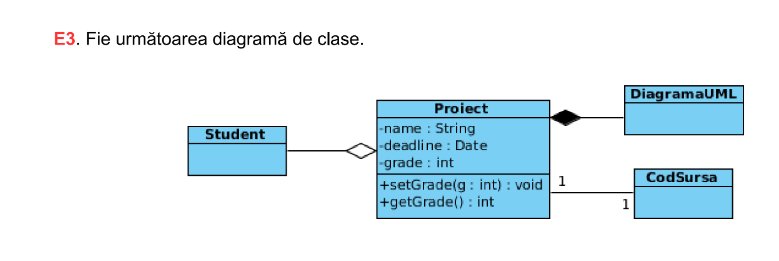 E3. Fie următoarea diagramă de clase.
DiagramaUML
Proiect
Student
-name : String
-deadline : Date
-grade : int
+setGrade(g : int) : void
+getGrade() : int
1
CodSursa
1